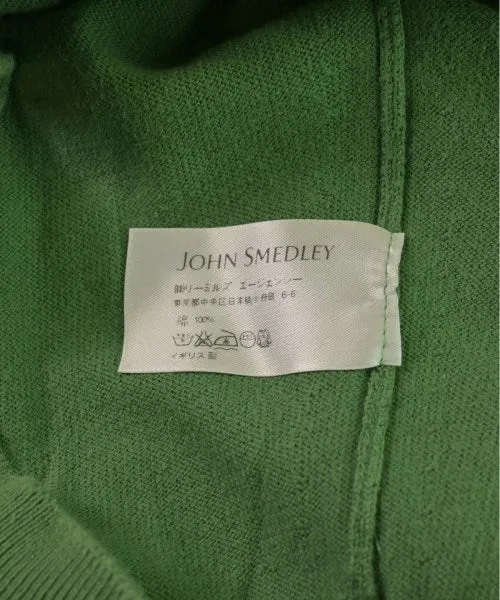 JOHN SMEDLEY
㈱リーミルズ エージェンシー
東京都中央区日本橋小舟町 6-6
綿 100%
イギリス製